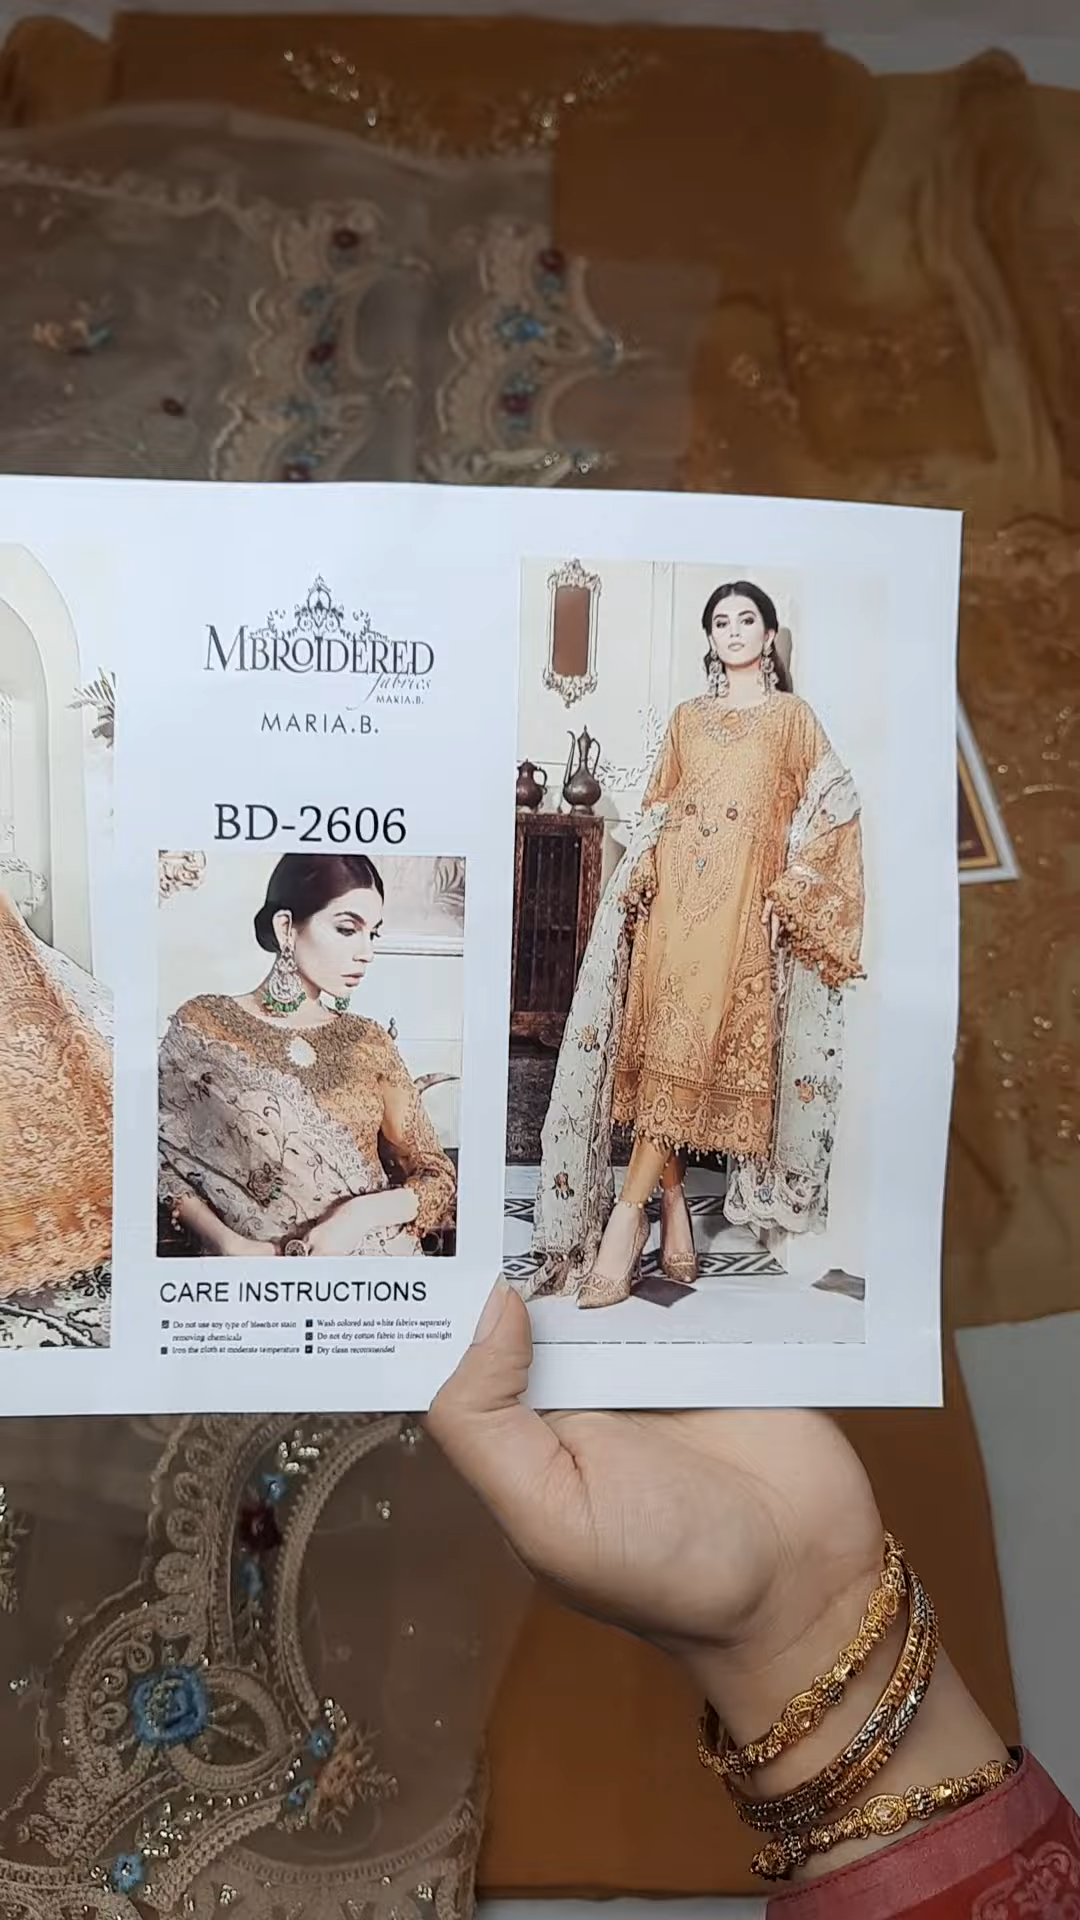 MBROIDERED
fabrics
MARIA.B.
MARIA.B.
BD-2606
CARE INSTRUCTIONS
Do not use any type of bleach or stain
removing chemicals
Iron the cloth at moderate temperature
Wash colored and white fabrics separately
Do not dry cotton fabric in direct sunlight
Dry clean recommended